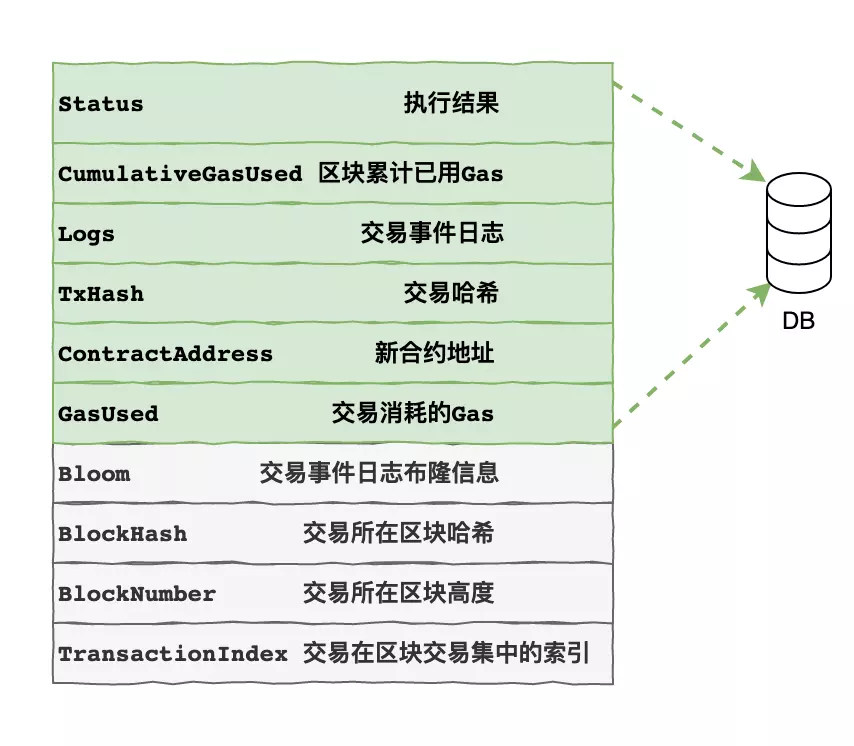 Status 执行结果
CumulativeGasUsed 区块累计已用Gas
Logs 交易事件日志
TxHash 交易哈希
ContractAddress 新合约地址
GasUsed 交易消耗的Gas
DB
Bloom 交易事件日志布隆信息
BlockHash 交易所在区块哈希
BlockNumber 交易所在区块高度
TransactionIndex 交易在区块交易集中的索引